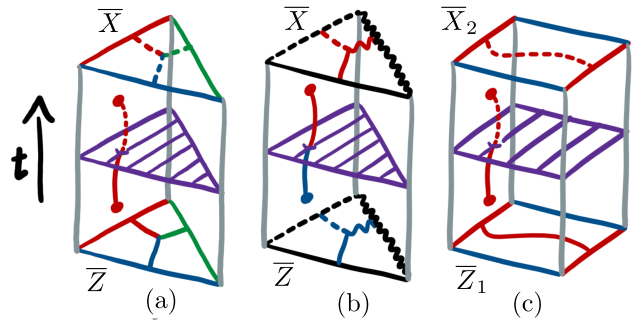 X̅ X̅ X̅₂
t
Z̅ Z̅ Z̅₁
(a) (b) (c)